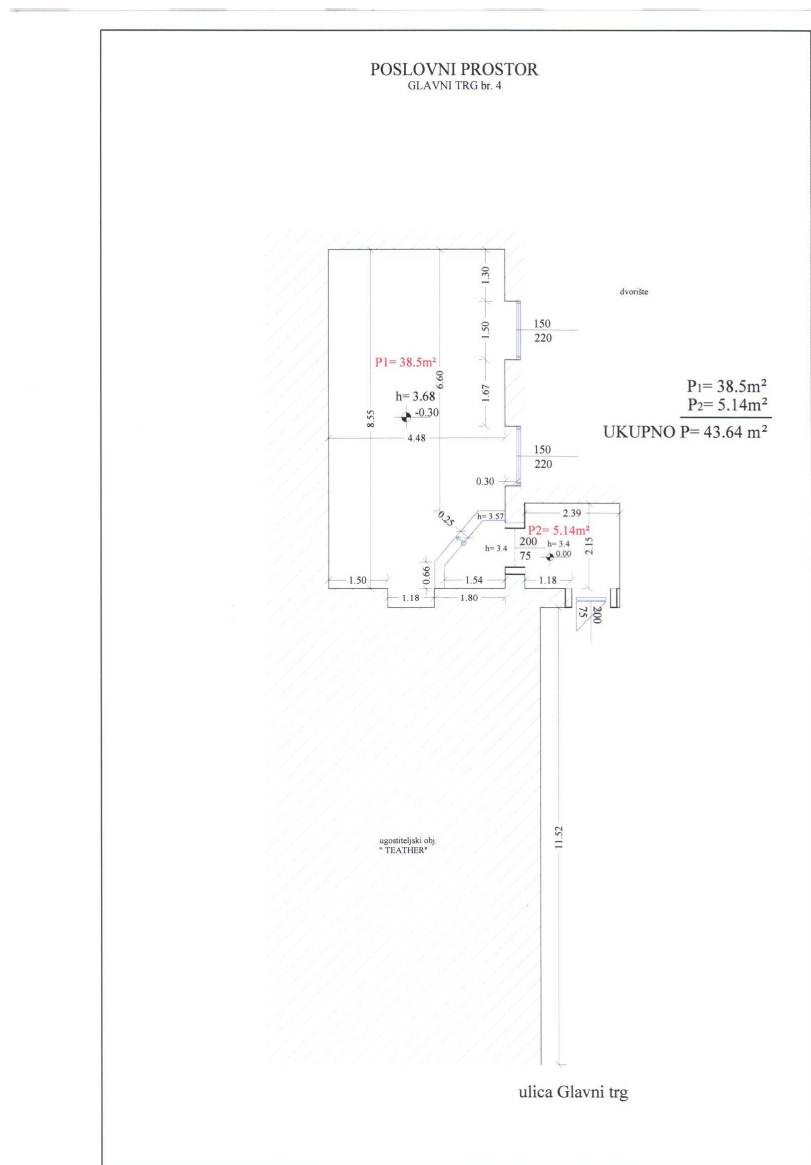 POSLOVNI PROSTOR
GLAVNI TRG br. 4
dvorište
1.30
1.50
150
220
P1= 38.5m²
6.60
1.67
h= 3.68
-0.30
8.55
4.48
P1= 38.5m²
P2= 5.14m²
UKUPNO P= 43.64 m²
150
220
0.30
0.25
h= 3.57
2.39
P2= 5.14m²
200
75
h= 3.4
h= 3.4
0.00
2.15
0.66
1.50
1.54
1.18
1.18
1.80
75
200
11.52
ugostiteljski obj.
" TEATHER"
ulica Glavni trg